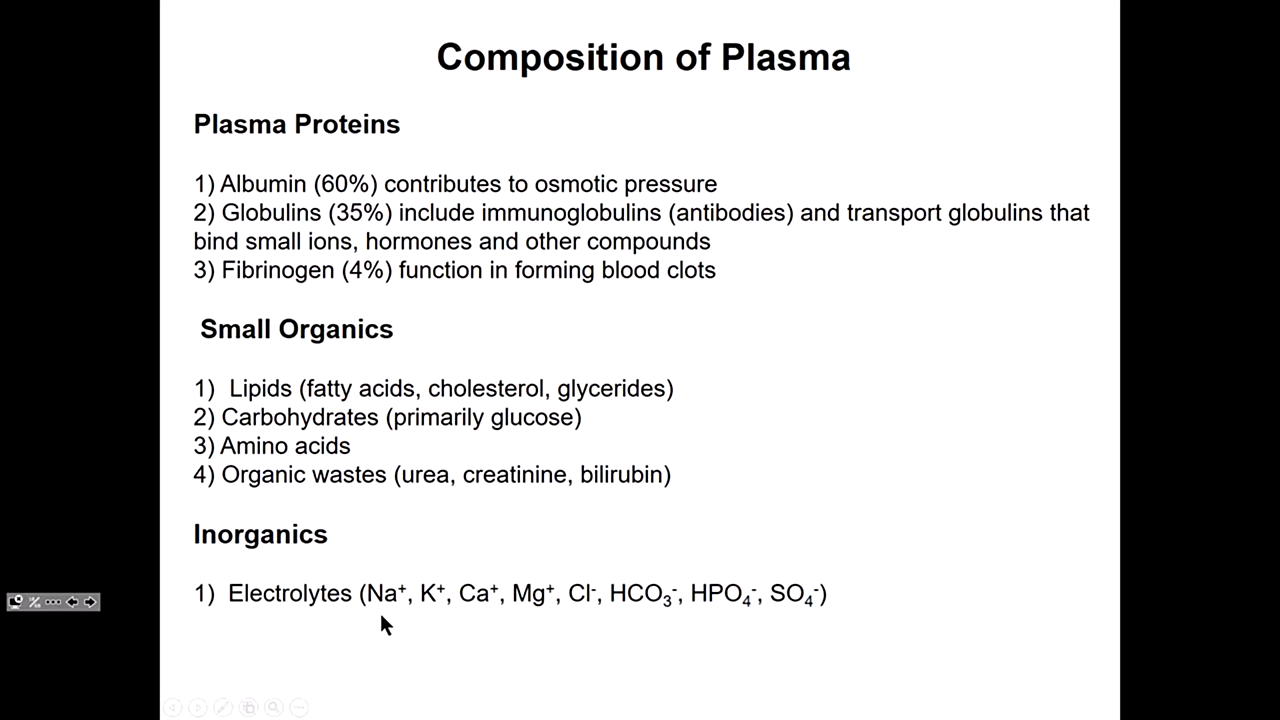 Composition of Plasma
Plasma Proteins
1) Albumin (60%) contributes to osmotic pressure
2) Globulins (35%) include immunoglobulins (antibodies) and transport globulins that
bind small ions, hormones and other compounds
3) Fibrinogen (4%) function in forming blood clots
Small Organics
1) Lipids (fatty acids, cholesterol, glycerides)
2) Carbohydrates (primarily glucose)
3) Amino acids
4) Organic wastes (urea, creatinine, bilirubin)
Inorganics
1) Electrolytes (Na⁺, K⁺, Ca⁺, Mg⁺, Cl⁻, HCO₃⁻, HPO₄⁻, SO₄⁻)